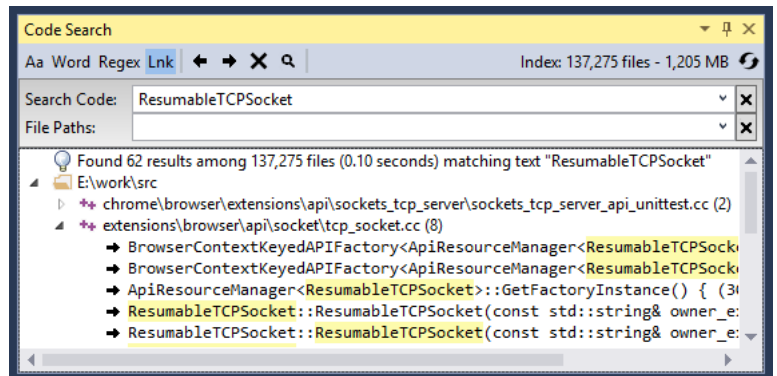 Code Search
Aa Word Regex Lnk Index: 137,275 files - 1,205 MB
Search Code: ResumableTCPSocket
File Paths:
Found 62 results among 137,275 files (0.10 seconds) matching text "ResumableTCPSocket"
E:\work\src
chrome\browser\extensions\api\sockets_tcp_server\sockets_tcp_server_api_unittest.cc (2)
extensions\browser\api\socket\tcp_socket.cc (8)
BrowserContextKeyedAPIFactory<ApiResourceManager<ResumableTCPSock
BrowserContextKeyedAPIFactory<ApiResourceManager<ResumableTCPSock
ApiResourceManager<ResumableTCPSocket>::GetFactoryInstance() { (3
ResumableTCPSocket::ResumableTCPSocket(const std::string& owner_e
ResumableTCPSocket::ResumableTCPSocket(const std::string& owner_e